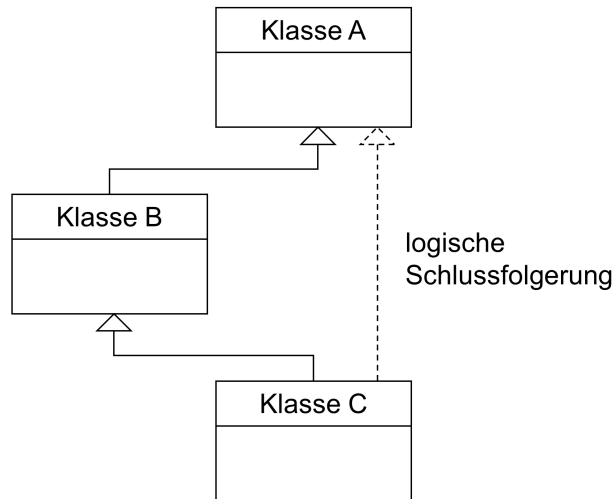 Klasse A
Klasse B
logische
Schlussfolgerung
Klasse C